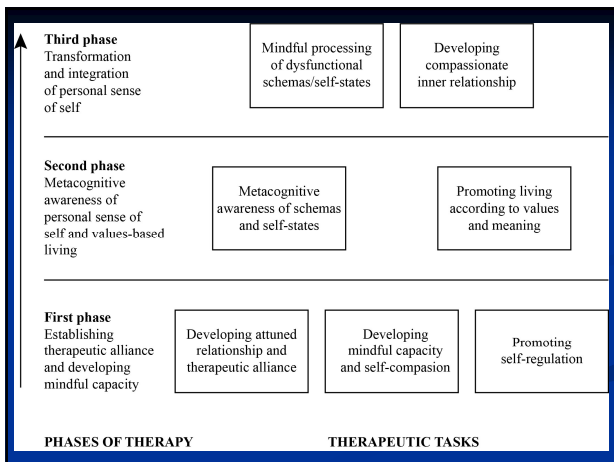 Third phase
Transformation
and integration
of personal sense
of self
Mindful processing
of dysfunctional
schemas/self-states
Developing
compassionate
inner relationship
Second phase
Metacognitive
awareness of
personal sense of
self and values-based
living
Metacognitive
awareness of schemas
and self-states
Promoting living
according to values
and meaning
First phase
Establishing
therapeutic alliance
and developing
mindful capacity
Developing attuned
relationship and
therapeutic alliance
Developing
mindful capacity
and self-compasion
Promoting
self-regulation
PHASES OF THERAPY
THERAPEUTIC TASKS